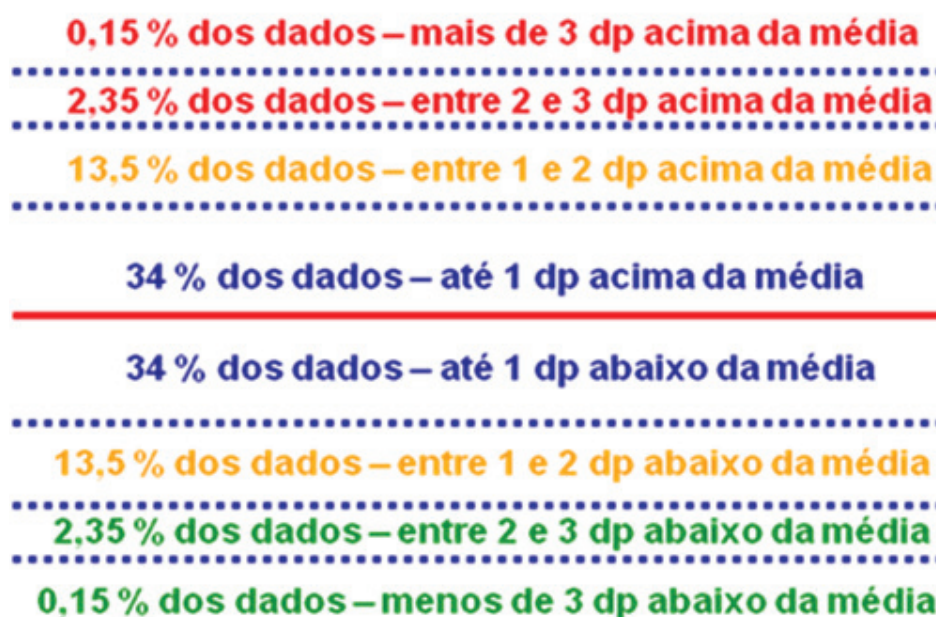 0,15 % dos dados – mais de 3 dp acima da média
2,35 % dos dados – entre 2 e 3 dp acima da média
13,5 % dos dados – entre 1 e 2 dp acima da média
34 % dos dados – até 1 dp acima da média
34 % dos dados – até 1 dp abaixo da média
13,5 % dos dados – entre 1 e 2 dp abaixo da média
2,35 % dos dados – entre 2 e 3 dp abaixo da média
0,15 % dos dados – menos de 3 dp abaixo da média